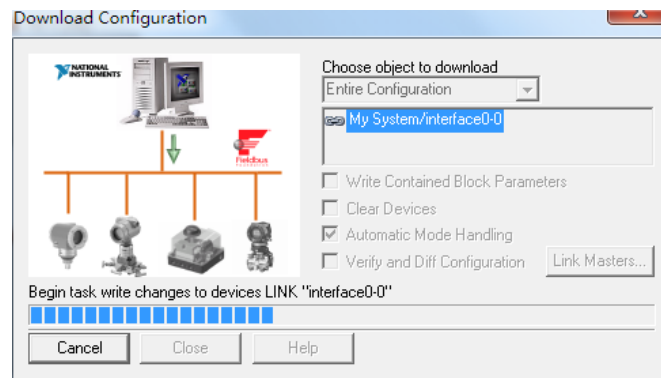 Download Configuration
NATIONAL
INSTRUMENTS
Fieldbus
Choose object to download
Entire Configuration
My System/interface0-0
Write Contained Block Parameters
Clear Devices
Automatic Mode Handling
Verify and Diff Configuration
Link Masters...
Begin task write changes to devices LINK "interface0-0"
Cancel
Close
Help